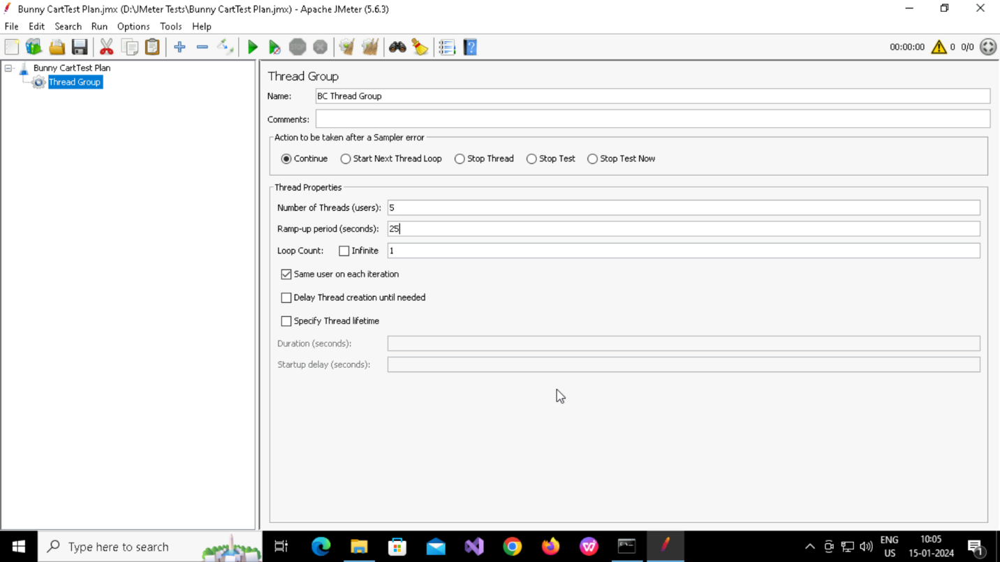 Bunny CartTest Plan.jmx (D:\JMeter Tests\Bunny CartTest Plan.jmx) - Apache JMeter (5.6.3)
File Edit Search Run Options Tools Help
STOP 00:00:00 0 0/0
Bunny CartTest Plan
Thread Group
Thread Group
Name: BC Thread Group
Comments:
Action to be taken after a Sampler error
Continue Start Next Thread Loop Stop Thread Stop Test Stop Test Now
Thread Properties
Number of Threads (users): 5
Ramp-up period (seconds): 25
Loop Count: Infinite 1
Same user on each iteration
Delay Thread creation until needed
Specify Thread lifetime
Duration (seconds):
Startup delay (seconds):
Type here to search
ENG 10:05
US 15-01-2024 1